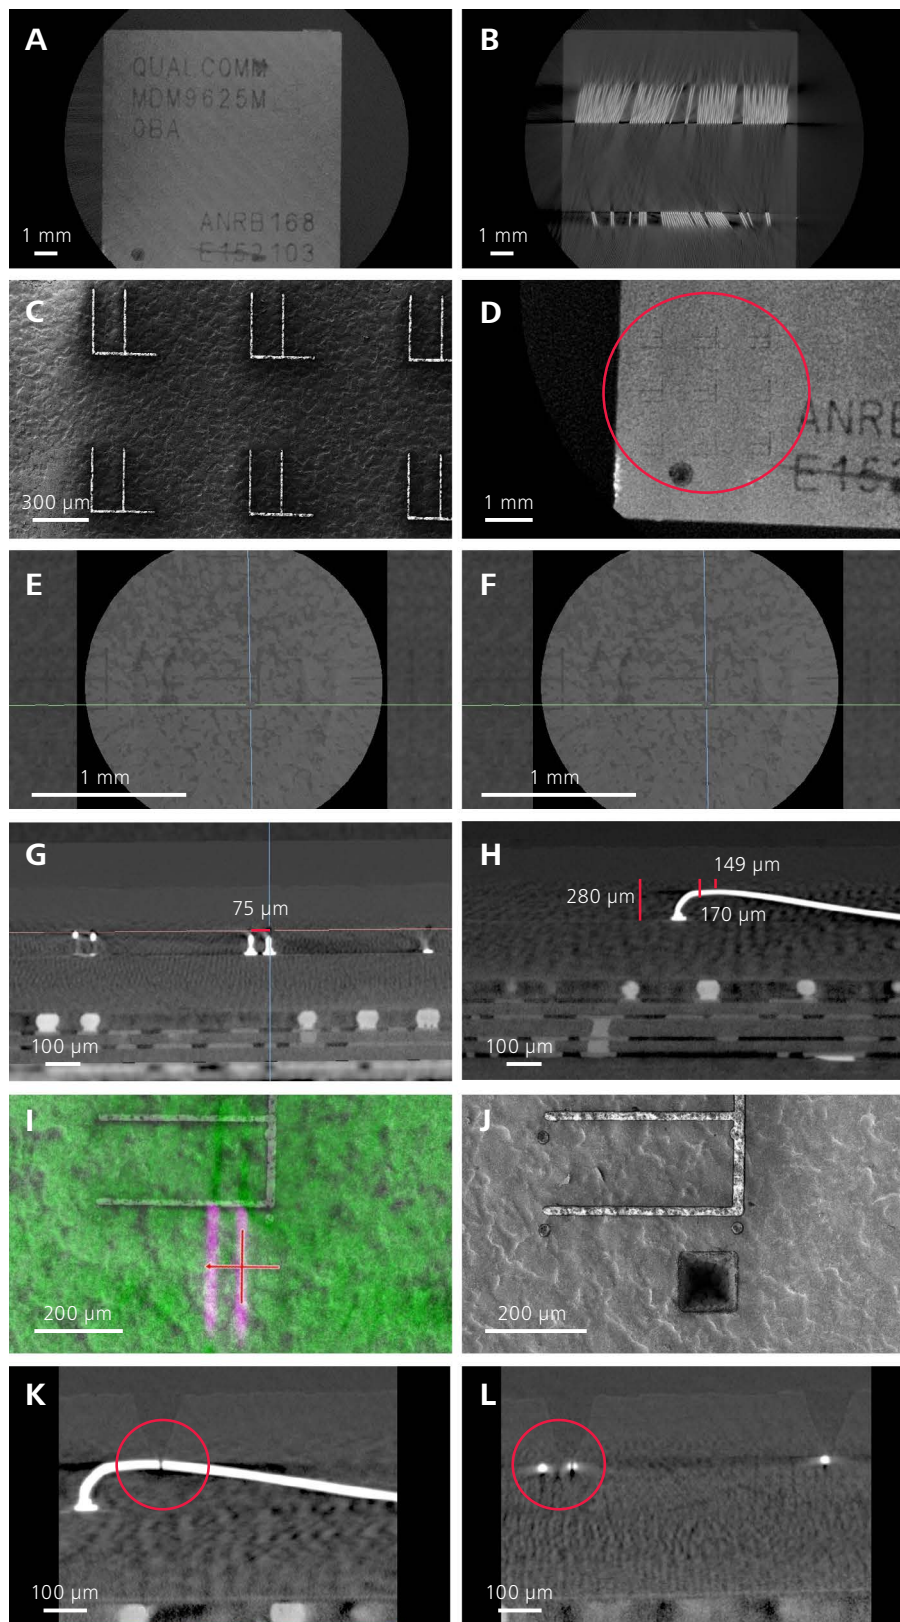 A
QUALCOMM
MDM9625M
0BA
ANRB168
E152103
1 mm
B
1 mm
C
300 µm
D
ANRB
E152
1 mm
E
1 mm
F
1 mm
G
75 µm
100 µm
H
149 µm
280 µm
170 µm
100 µm
I
200 µm
J
200 µm
K
100 µm
L
100 µm